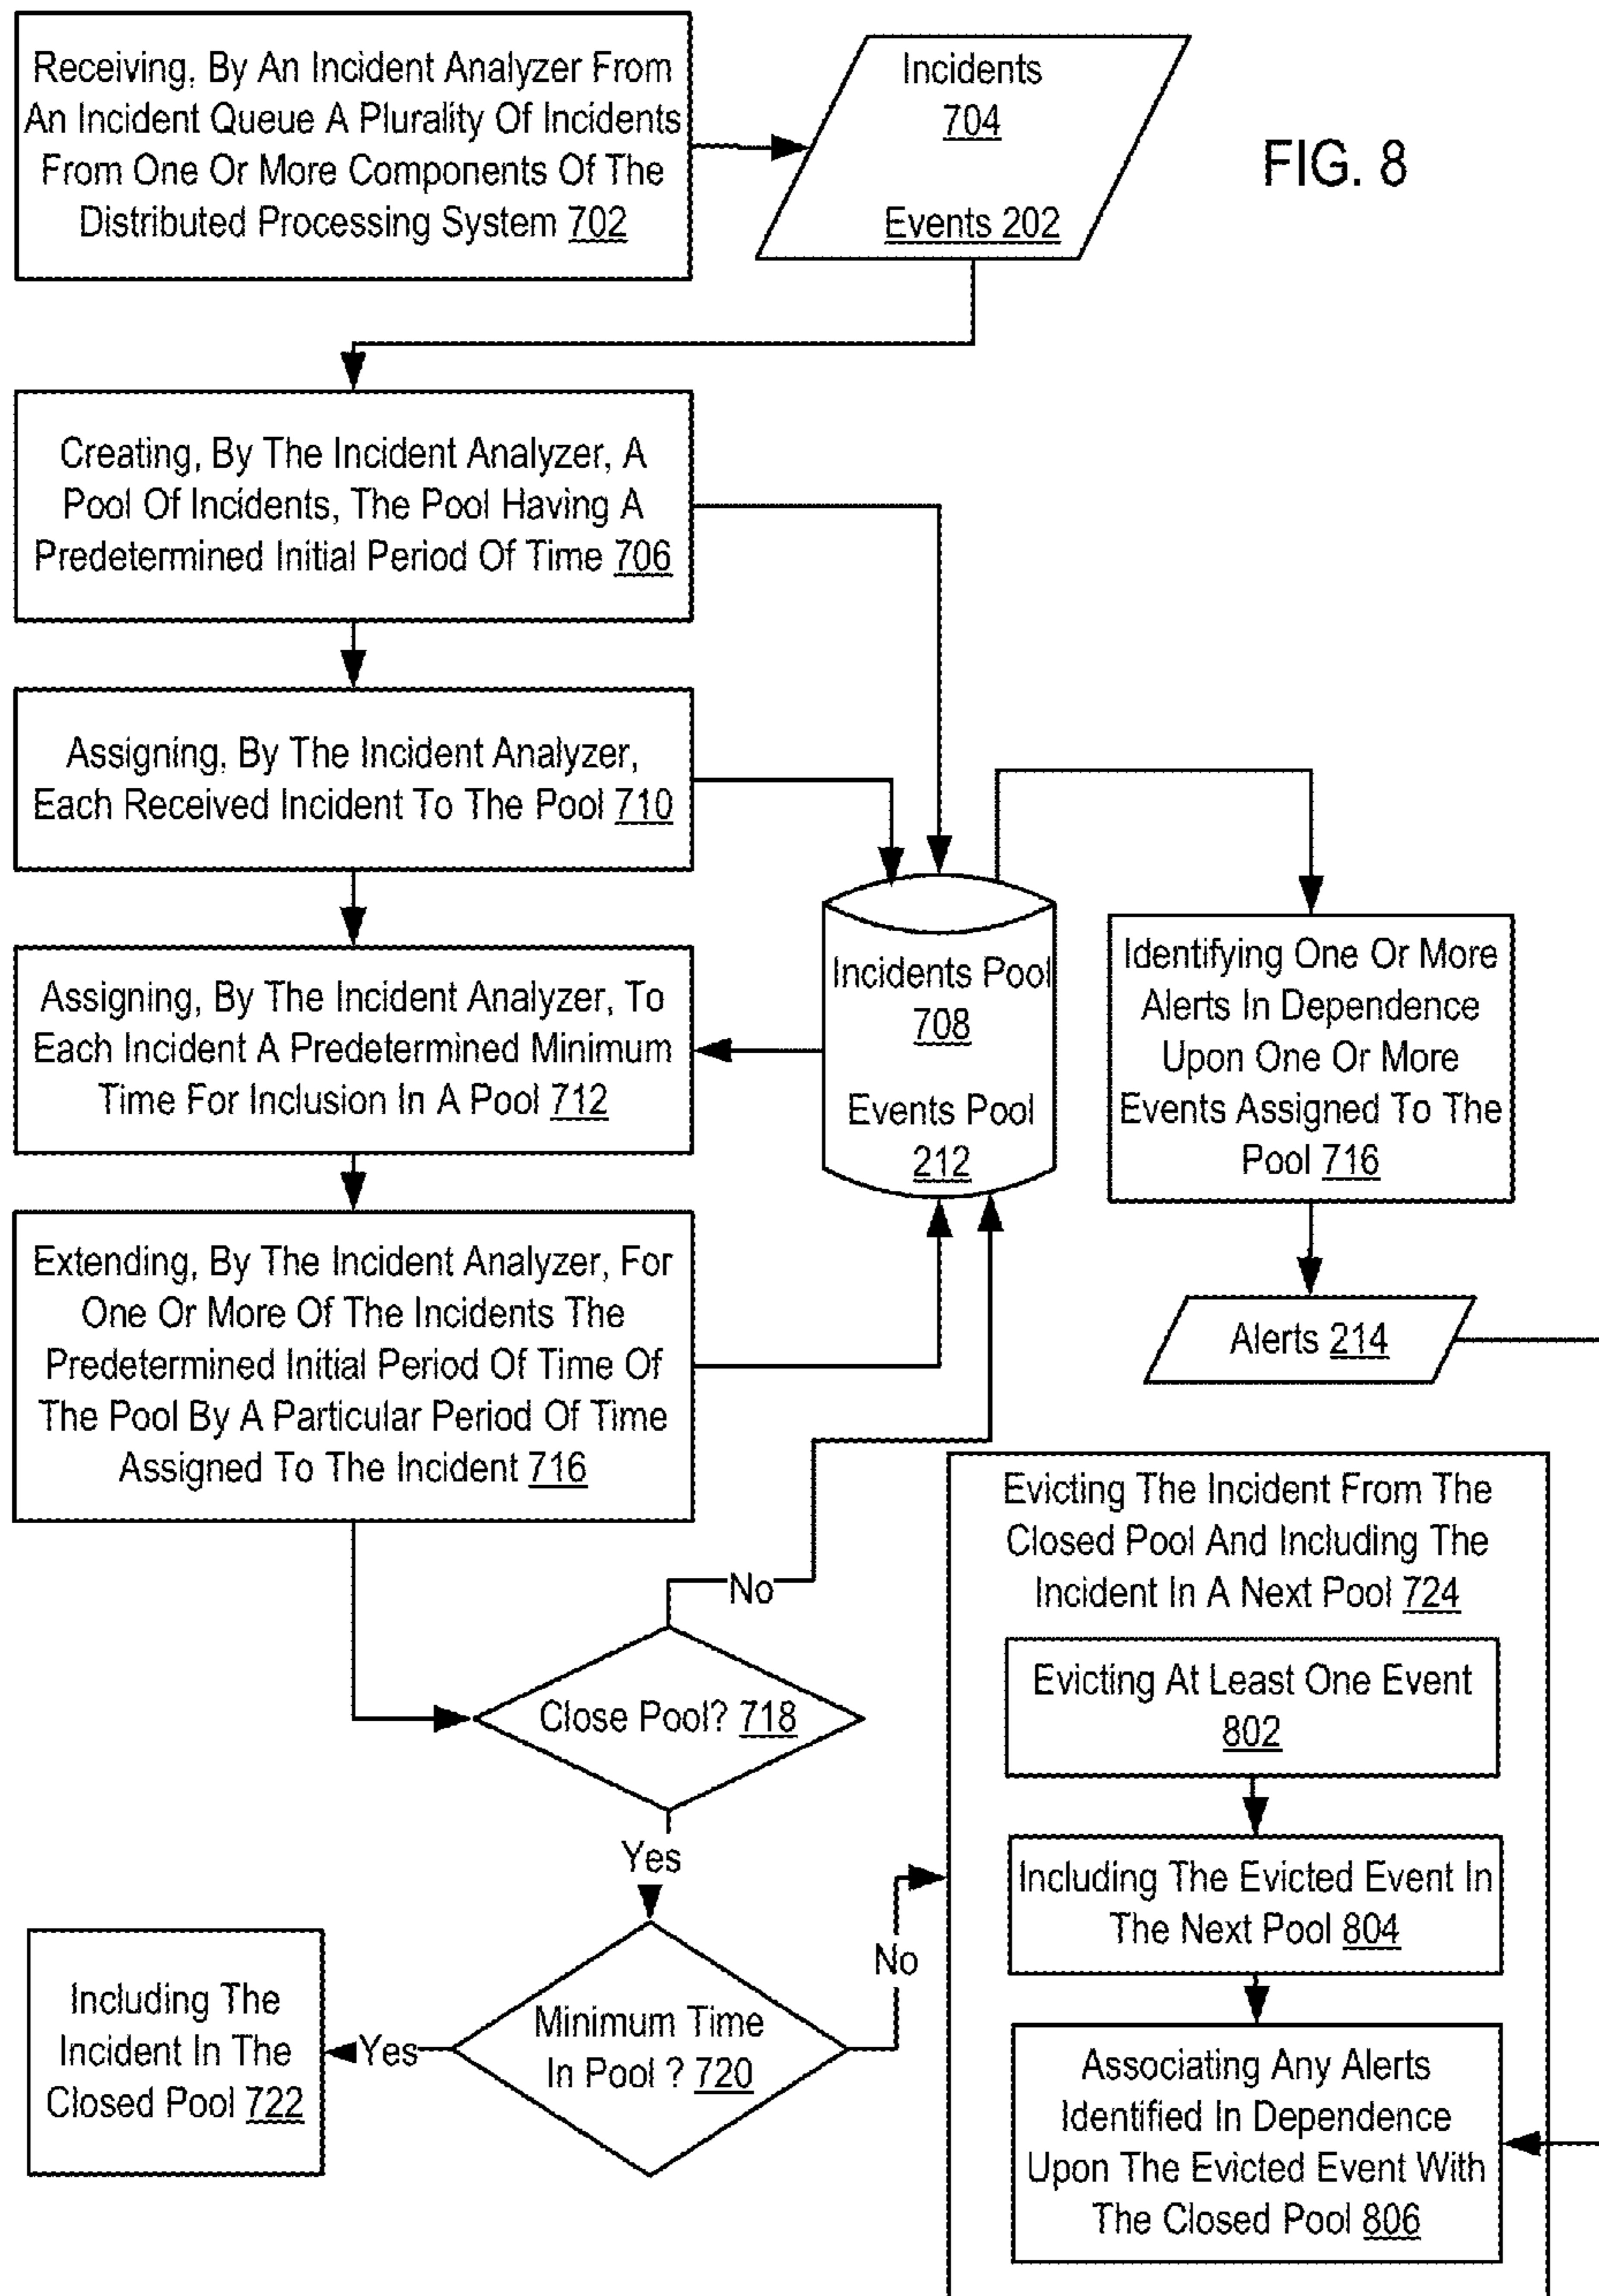 Receiving, By An Incident Analyzer From
An Incident Queue A Plurality Of Incidents
From One Or More Components Of The
Distributed Processing System 702
Incidents
704
Events 202
FIG. 8
Creating, By The Incident Analyzer, A
Pool Of Incidents, The Pool Having A
Predetermined Initial Period Of Time 706
Assigning, By The Incident Analyzer,
Each Received Incident To The Pool 710
Assigning, By The Incident Analyzer, To
Each Incident A Predetermined Minimum
Time For Inclusion In A Pool 712
Incidents Pool
708
Events Pool
212
Identifying One Or More
Alerts In Dependence
Upon One Or More
Events Assigned To The
Pool 716
Alerts 214
Extending, By The Incident Analyzer, For
One Or More Of The Incidents The
Predetermined Initial Period Of Time Of
The Pool By A Particular Period Of Time
Assigned To The Incident 716
No
Close Pool? 718
Yes
Minimum Time
In Pool ? 720
Yes
Including The
Incident In The
Closed Pool 722
No
Evicting The Incident From The
Closed Pool And Including The
Incident In A Next Pool 724
Evicting At Least One Event
802
Including The Evicted Event In
The Next Pool 804
Associating Any Alerts
Identified In Dependence
Upon The Evicted Event With
The Closed Pool 806